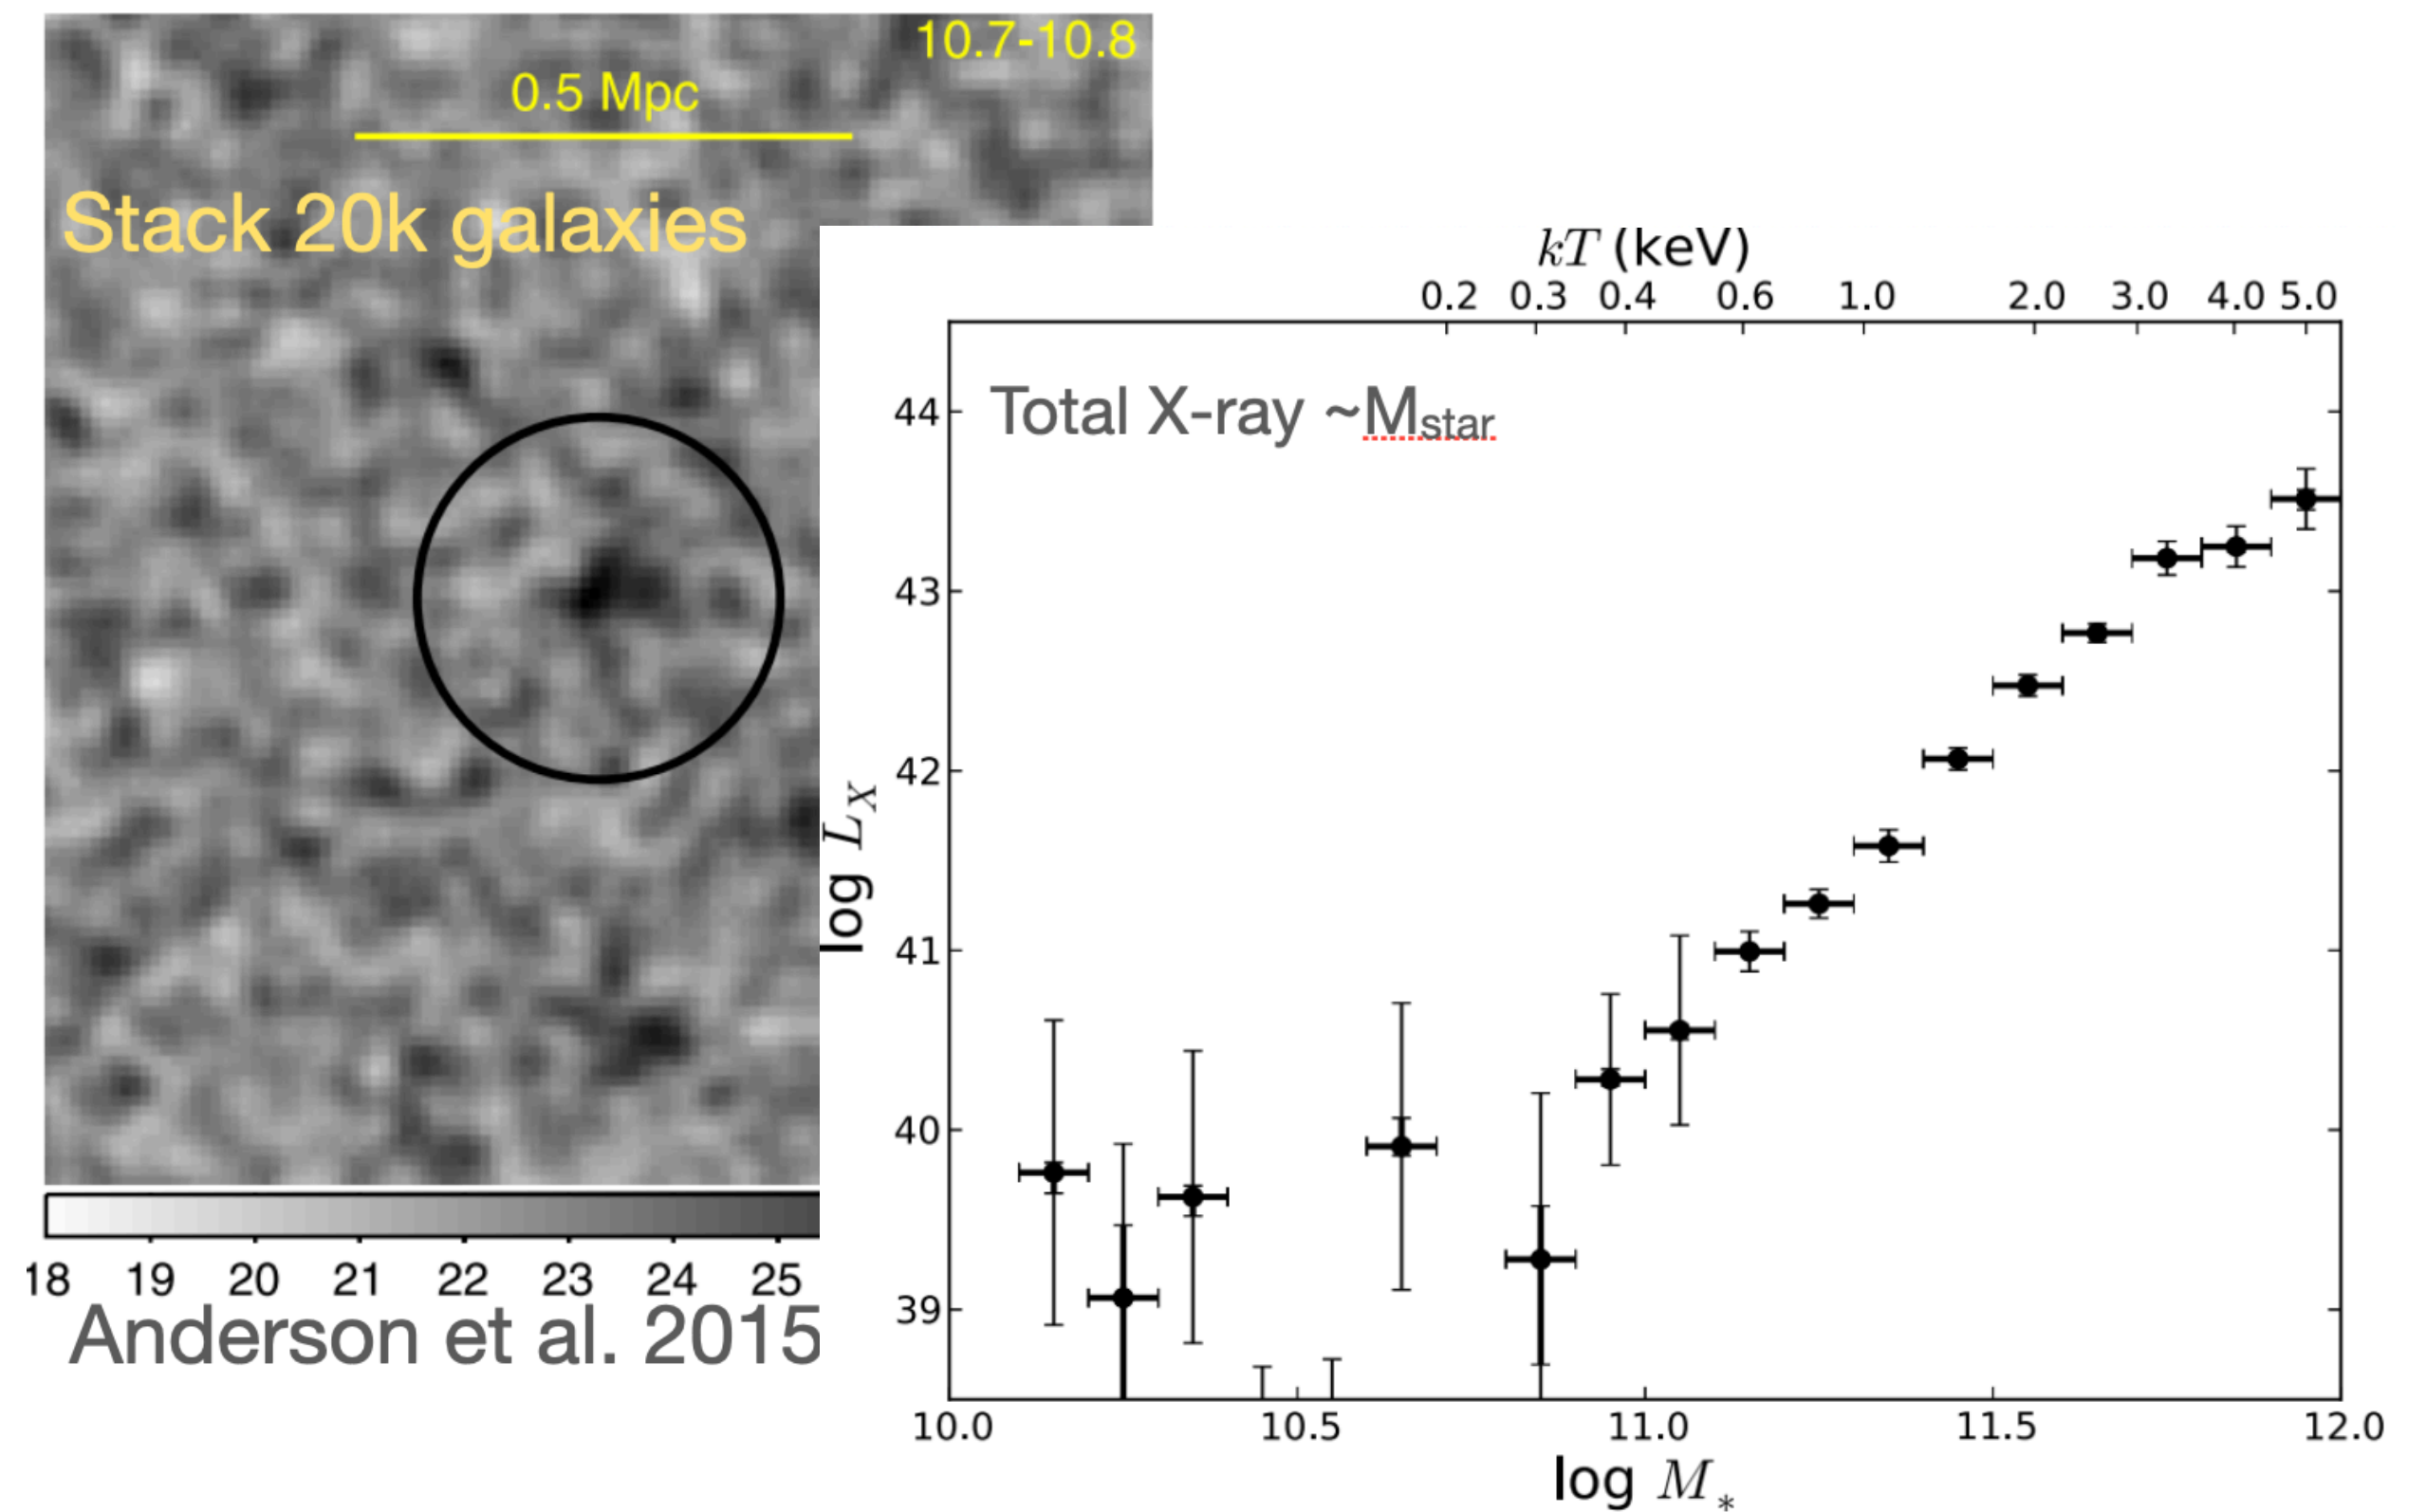 10.7-10.8
0.5 Mpc
Stack 20k galaxies
18 19 20 21 22 23 24 25
Anderson et al. 2015
kT (keV)
0.2 0.3 0.4 0.6 1.0 2.0 3.0 4.0 5.0
Total X-ray ~Mstar
44
43
42
41
40
39
log LX
10.0 10.5 11.0 11.5 12.0
log M*